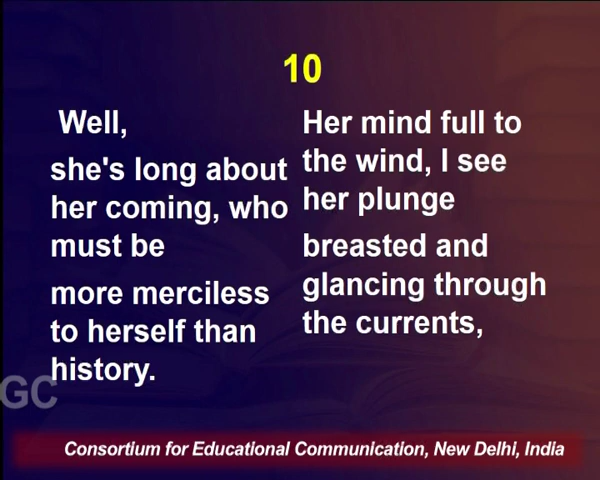 10
Well,
she's long about
her coming, who
must be
more merciless
to herself than
history.
Her mind full to
the wind, I see
her plunge
breasted and
glancing through
the currents,
GC
Consortium for Educational Communication, New Delhi, India